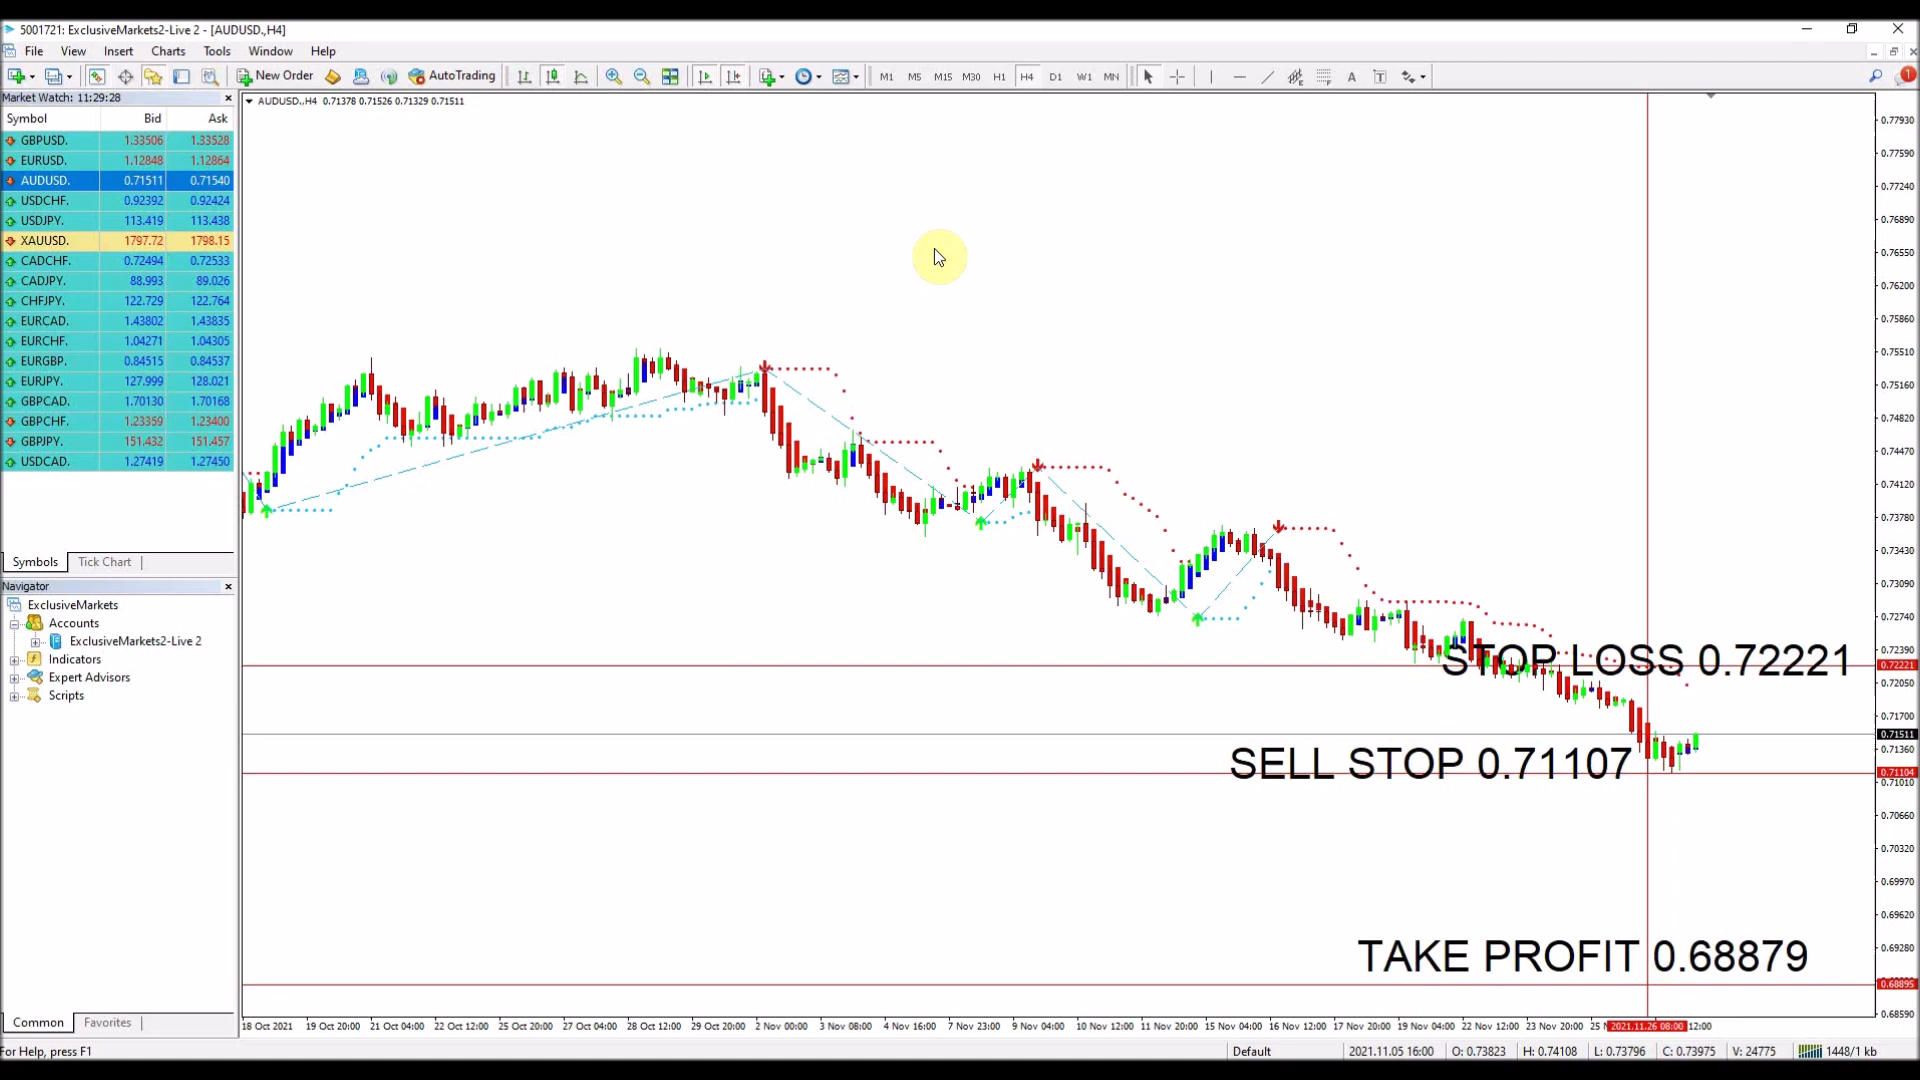 5001721: ExclusiveMarkets2-Live 2 - [AUDUSD.,H4]
File View Insert Charts Tools Window Help
New Order AutoTrading M1 M5 M15 M30 H1 H4 D1 W1 MN A T 1
Market Watch: 11:29:28
Symbol Bid Ask
GBPUSD. 1.33506 1.33528
EURUSD. 1.12848 1.12864
AUDUSD. 0.71511 0.71540
USDCHF. 0.92392 0.92424
USDJPY. 113.419 113.438
XAUUSD. 1797.72 1798.15
CADCHF. 0.72494 0.72533
CADJPY. 88.993 89.026
CHFJPY. 122.729 122.764
EURCAD. 1.43802 1.43835
EURCHF. 1.04271 1.04305
EURGBP. 0.84515 0.84537
EURJPY. 127.999 128.021
GBPCAD. 1.70130 1.70168
GBPCHF. 1.23359 1.23400
GBPJPY. 151.432 151.457
USDCAD. 1.27419 1.27450
Symbols Tick Chart
Navigator
ExclusiveMarkets
Accounts
ExclusiveMarkets2-Live 2
Indicators
Expert Advisors
Scripts
Common Favorites
AUDUSD.,H4 0.71378 0.71526 0.71329 0.71511
STOP LOSS 0.72221
SELL STOP 0.71107
TAKE PROFIT 0.68879
0.77930
0.77590
0.77240
0.76890
0.76550
0.76200
0.75860
0.75510
0.75160
0.74820
0.74470
0.74120
0.73780
0.73430
0.73090
0.72740
0.72390
0.72221
0.72050
0.71700
0.71511
0.71360
0.71104
0.71010
0.70660
0.70320
0.69970
0.69620
0.69280
0.68895
0.68590
18 Oct 2021 19 Oct 20:00 21 Oct 04:00 22 Oct 12:00 25 Oct 20:00 27 Oct 04:00 28 Oct 12:00 29 Oct 20:00 2 Nov 00:00 3 Nov 08:00 4 Nov 16:00 7 Nov 23:00 9 Nov 04:00 10 Nov 12:00 11 Nov 20:00 15 Nov 04:00 16 Nov 12:00 17 Nov 20:00 19 Nov 04:00 22 Nov 12:00 23 Nov 20:00 25 2021.11.26 08:00 12:00
For Help, press F1 Default 2021.11.05 16:00 O: 0.73823 H: 0.74108 L: 0.73796 C: 0.73975 V: 24775 1448/1 kb